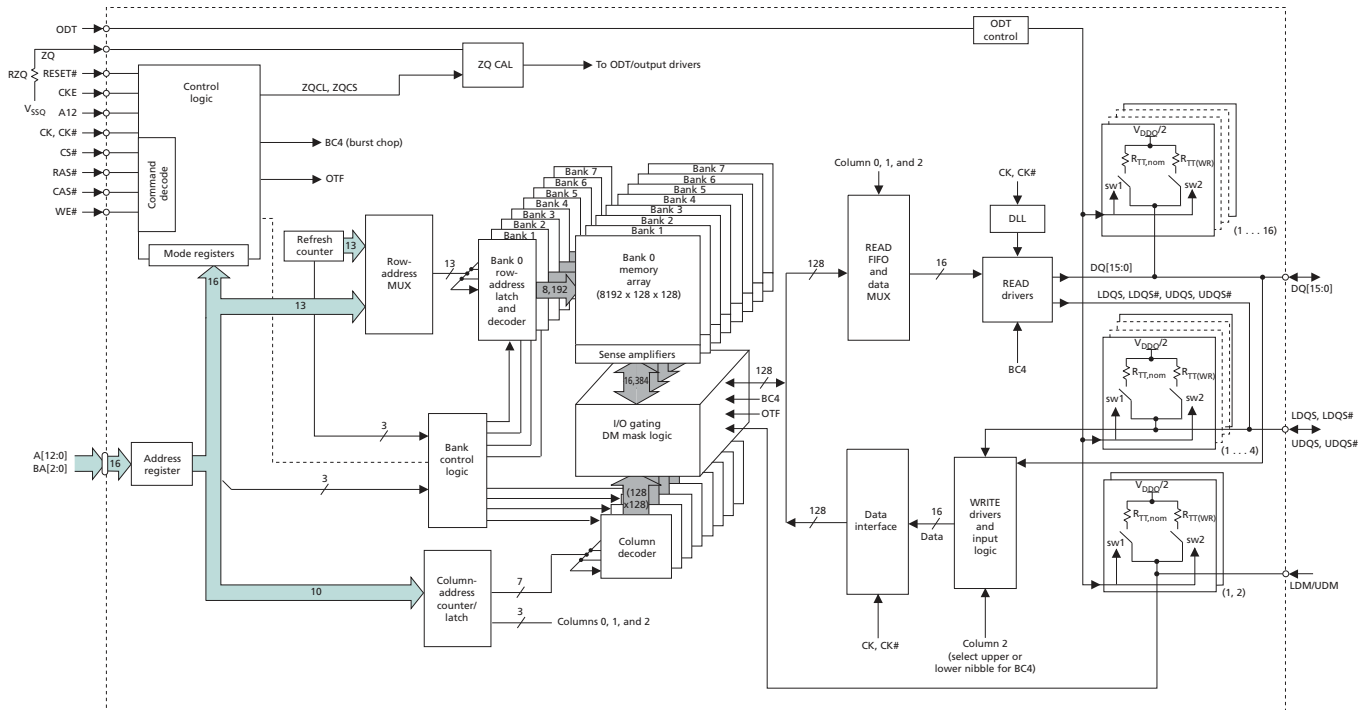 ODT
ODT
control
ZQ
RZQ
RESET#
CKE
VSSQ
A12
CK, CK#
CS#
RAS#
CAS#
WE#
Control
logic
Command
decode
Mode registers
ZQCL, ZQCS
ZQ CAL
To ODT/output drivers
BC4 (burst chop)
OTF
Refresh
counter
13
Row-
address
MUX
13
16
13
Bank 7
Bank 6
Bank 5
Bank 4
Bank 3
Bank 2
Bank 1
Bank 0
row-
address
latch
and
decoder
8,192
Bank 7
Bank 6
Bank 5
Bank 4
Bank 3
Bank 2
Bank 1
Bank 0
memory
array
(8192 x 128 x 128)
Sense amplifiers
16,384
I/O gating
DM mask logic
128
BC4
OTF
(128
x128)
Column
decoder
3
Bank
control
logic
3
A[12:0]
BA[2:0]
16
Address
register
10
Column-
address
counter/
latch
7
3
Columns 0, 1, and 2
Column 0, 1, and 2
128
READ
FIFO
and
data
MUX
16
CK, CK#
DLL
READ
drivers
BC4
DQ[15:0]
LDQS, LDQS#, UDQS, UDQS#
128
Data
interface
16
Data
WRITE
drivers
and
input
logic
CK, CK#
Column 2
(select upper or
lower nibble for BC4)
VDDQ/2
RTT,nom
RTT(WR)
sw1
sw2
(1 . . . 16)
DQ[15:0]
VDDQ/2
RTT,nom
RTT(WR)
sw1
sw2
(1 . . . 4)
LDQS, LDQS#
UDQS, UDQS#
VDDQ/2
RTT,nom
RTT(WR)
sw1
sw2
(1, 2)
LDM/UDM